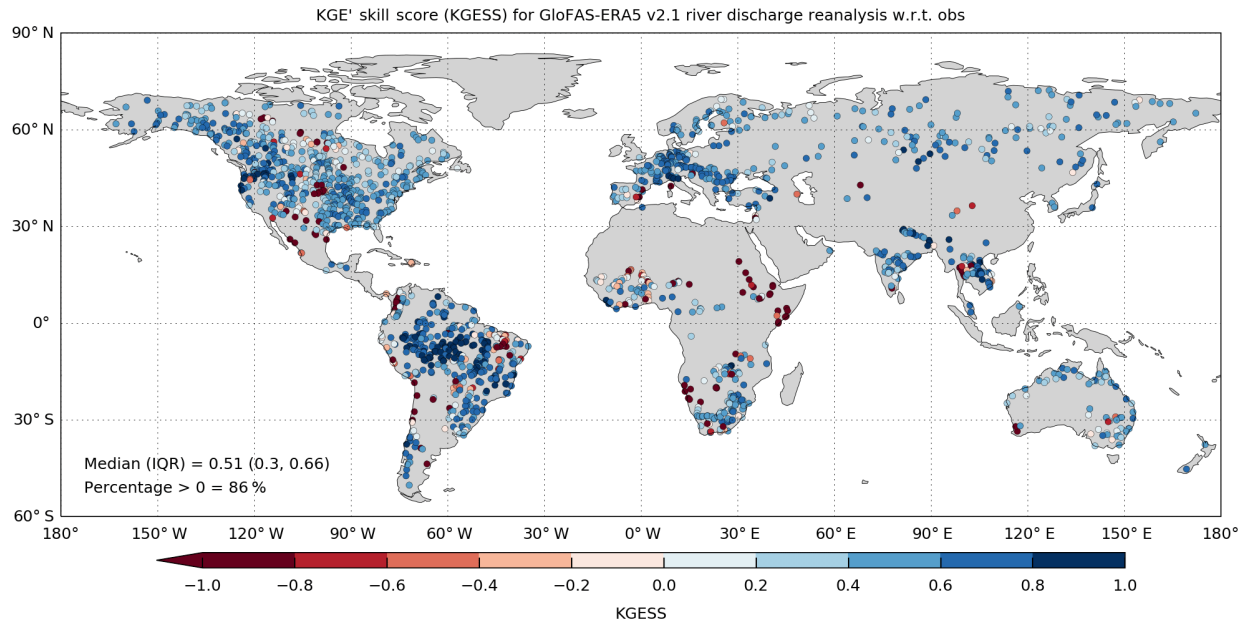 KGE' skill score (KGESS) for GloFAS-ERA5 v2.1 river discharge reanalysis w.r.t. obs
90° N
60° N
30° N
0°
30° S
60° S
Median (IQR) = 0.51 (0.3, 0.66)
Percentage > 0 = 86 %
180° 150° W 120° W 90° W 60° W 30° W 0° W 30° E 60° E 90° E 120° E 150° E 180°
−1.0 −0.8 −0.6 −0.4 −0.2 0.0 0.2 0.4 0.6 0.8 1.0
KGESS